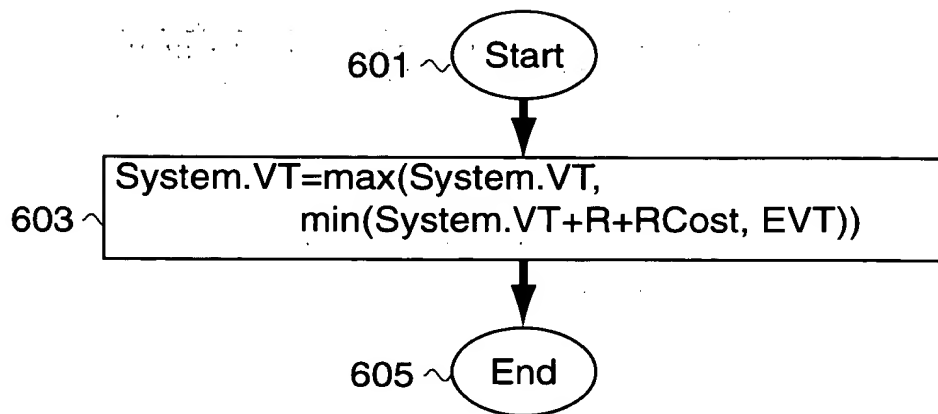 601
Start
System.VT=max(System.VT,
603
min(System.VT+R+RCost, EVT))
605
End